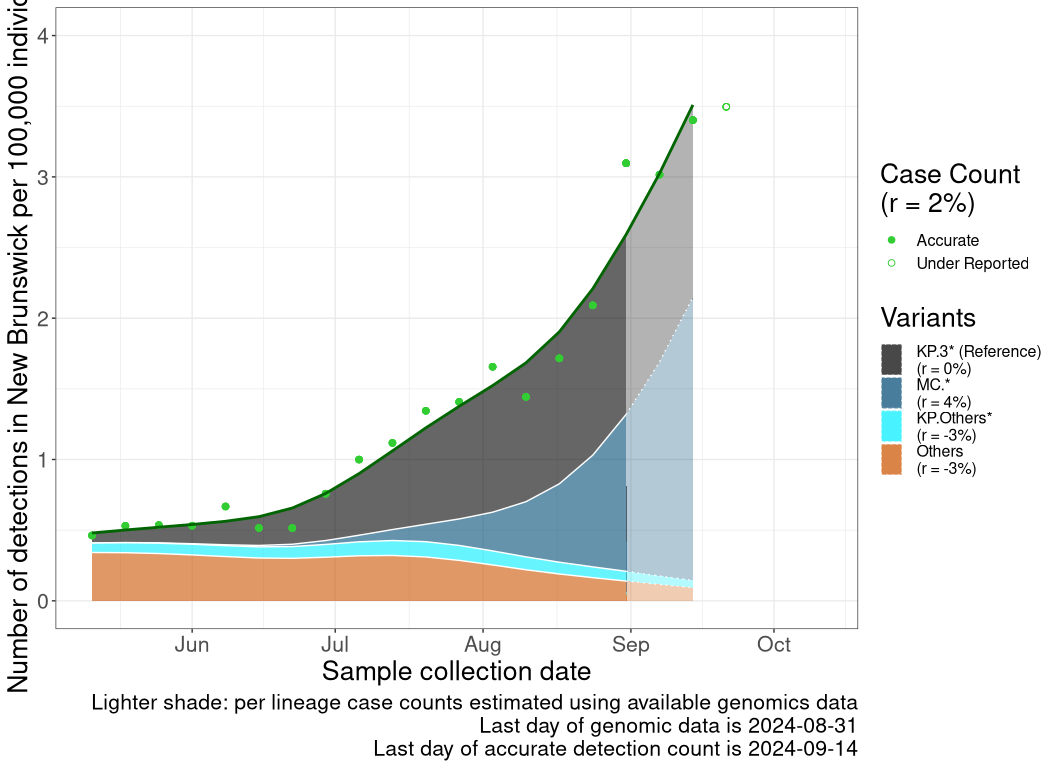 Number of detections in New Brunswick per 100,000
4
3
2
1
0
Jun Jul Aug Sep Oct
Sample collection date
Lighter shade: per lineage case counts estimated using available genomics data
Last day of genomic data is 2024-08-31
Last day of accurate detection count is 2024-09-14
Case Count
(r = 2%)
Accurate
Under Reported
Variants
KP.3* (Reference)
(r = 0%)
MC.*
(r = 4%)
KP.Others*
(r = -3%)
Others
(r = -3%)